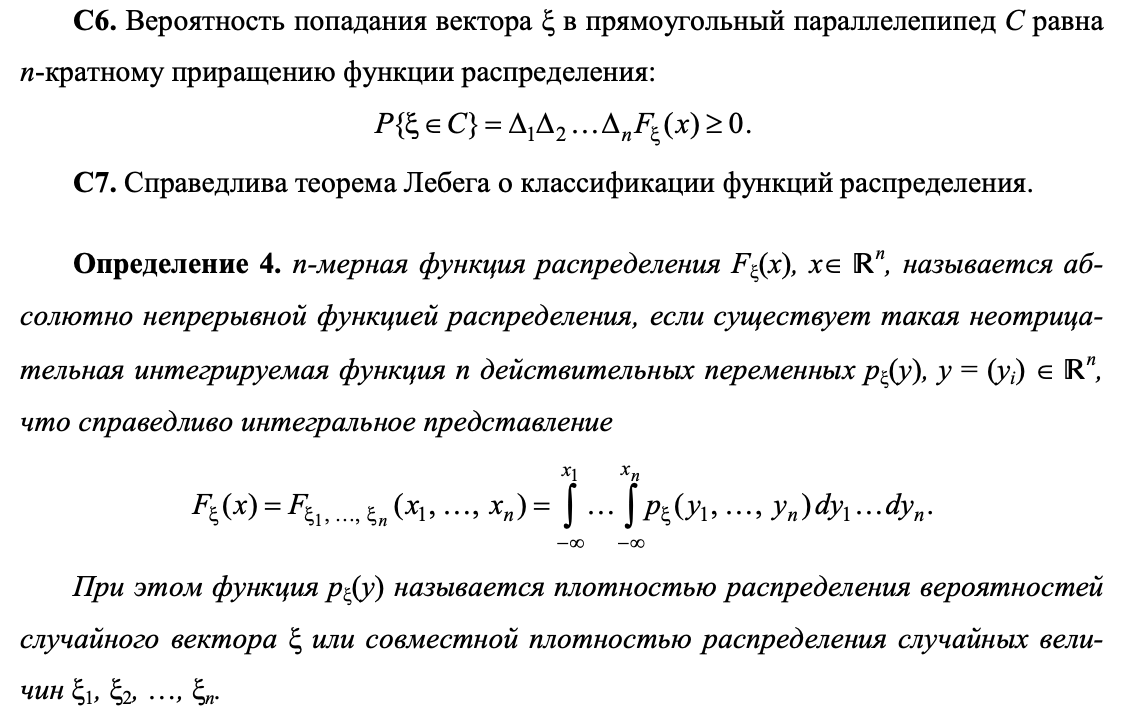 С6. Вероятность попадания вектора ξ в прямоугольный параллелепипед C равна
n-кратному приращению функции распределения:
P{ξ ∈ C} = Δ₁Δ₂…ΔₙF_ξ(x) ≥ 0.
С7. Справедлива теорема Лебега о классификации функций распределения.
Определение 4. n-мерная функция распределения F_ξ(x), x∈ ℝⁿ, называется аб-
солютно непрерывной функцией распределения, если существует такая неотрица-
тельная интегрируемая функция n действительных переменных p_ξ(y), y = (y_i) ∈ ℝⁿ,
что справедливо интегральное представление
F_ξ(x) = F_{ξ₁, …, ξₙ}(x₁, …, xₙ) = ∫_{−∞}^{x₁} … ∫_{−∞}^{xₙ} p_ξ(y₁, …, yₙ)dy₁…dyₙ.
При этом функция p_ξ(y) называется плотностью распределения вероятностей
случайного вектора ξ или совместной плотностью распределения случайных вели-
чин ξ₁, ξ₂, …, ξₙ.